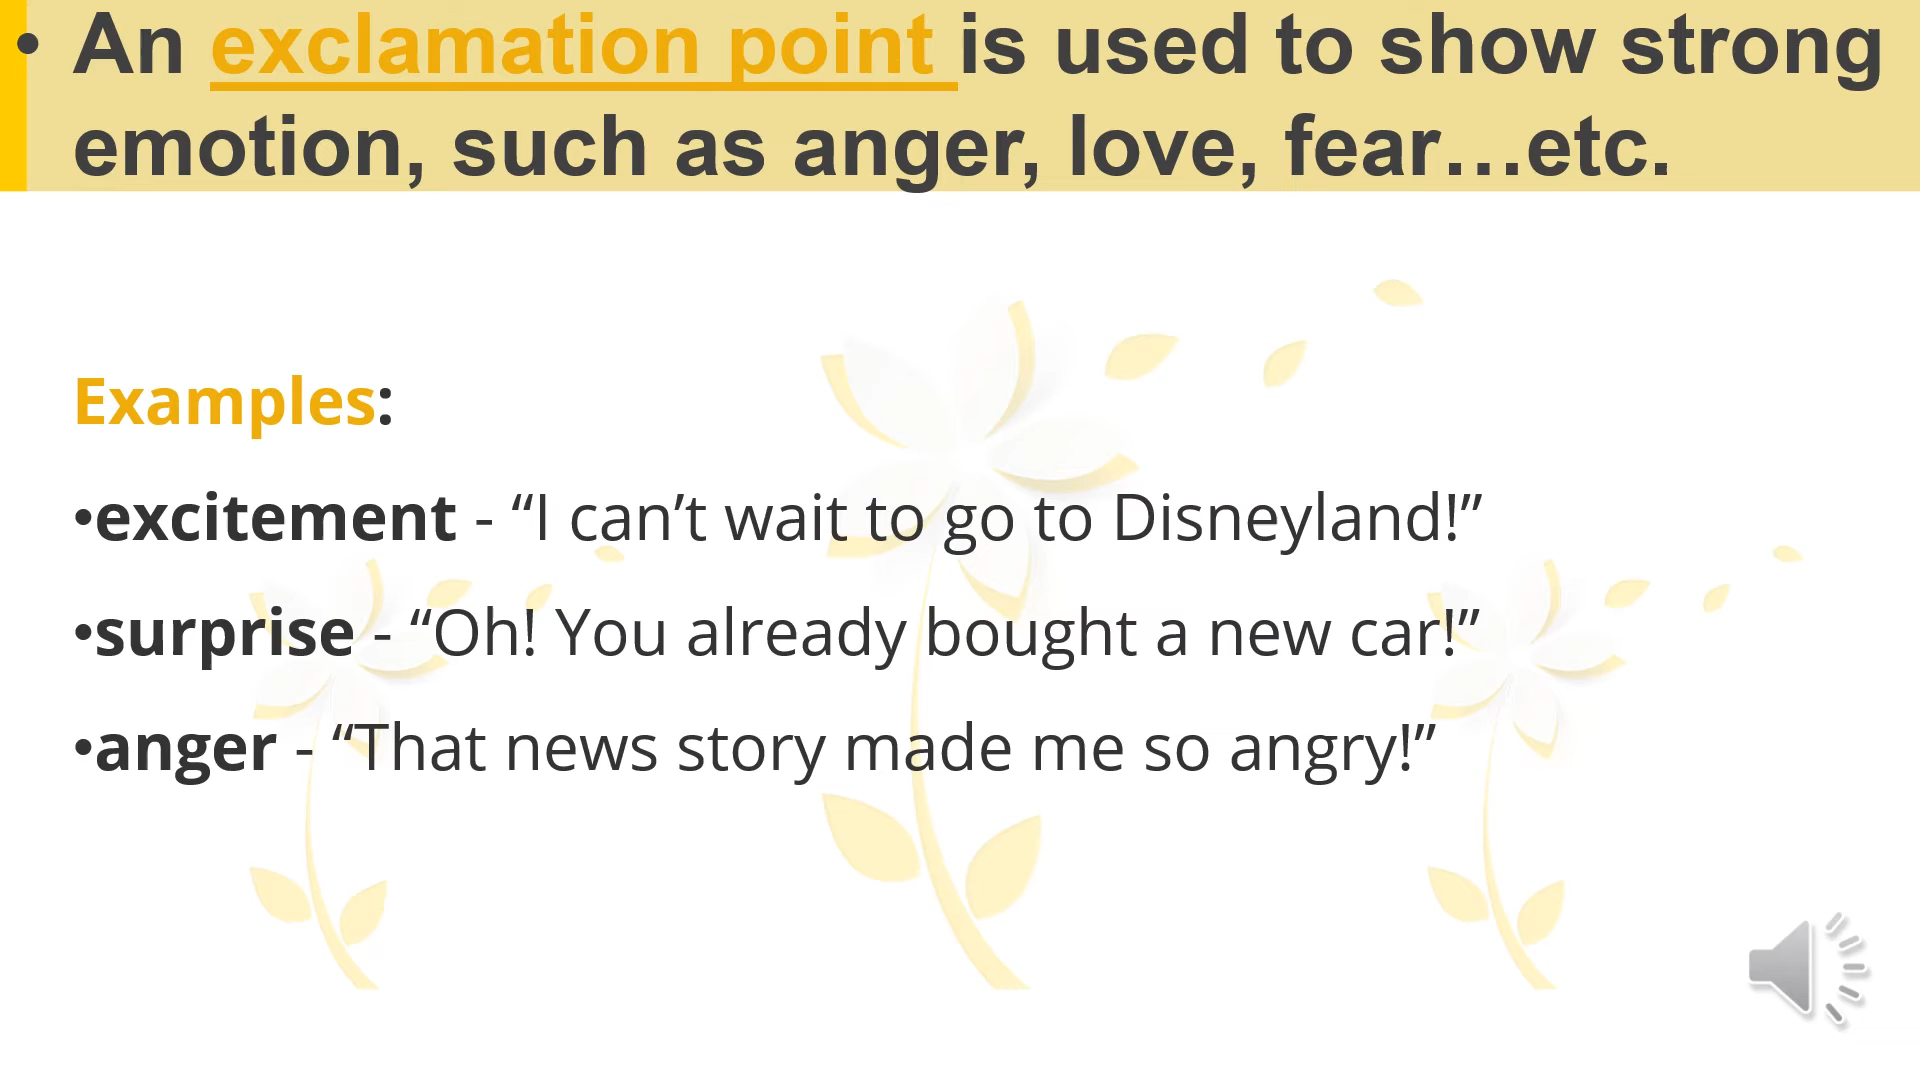 • An exclamation point is used to show strong
emotion, such as anger, love, fear…etc.
Examples:
•excitement - “I can’t wait to go to Disneyland!”
•surprise - “Oh! You already bought a new car!”
•anger - “That news story made me so angry!”